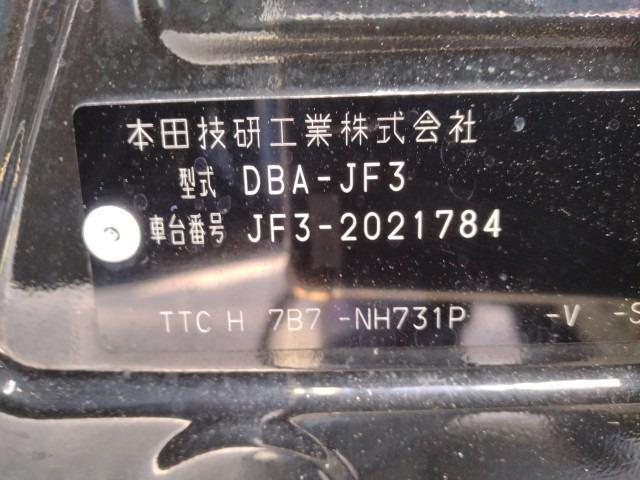 本田技研工業株式会社
型式 DBA-JF3
車台番号 JF3-2021784
TTC H 7B7 -NH731P -V -S